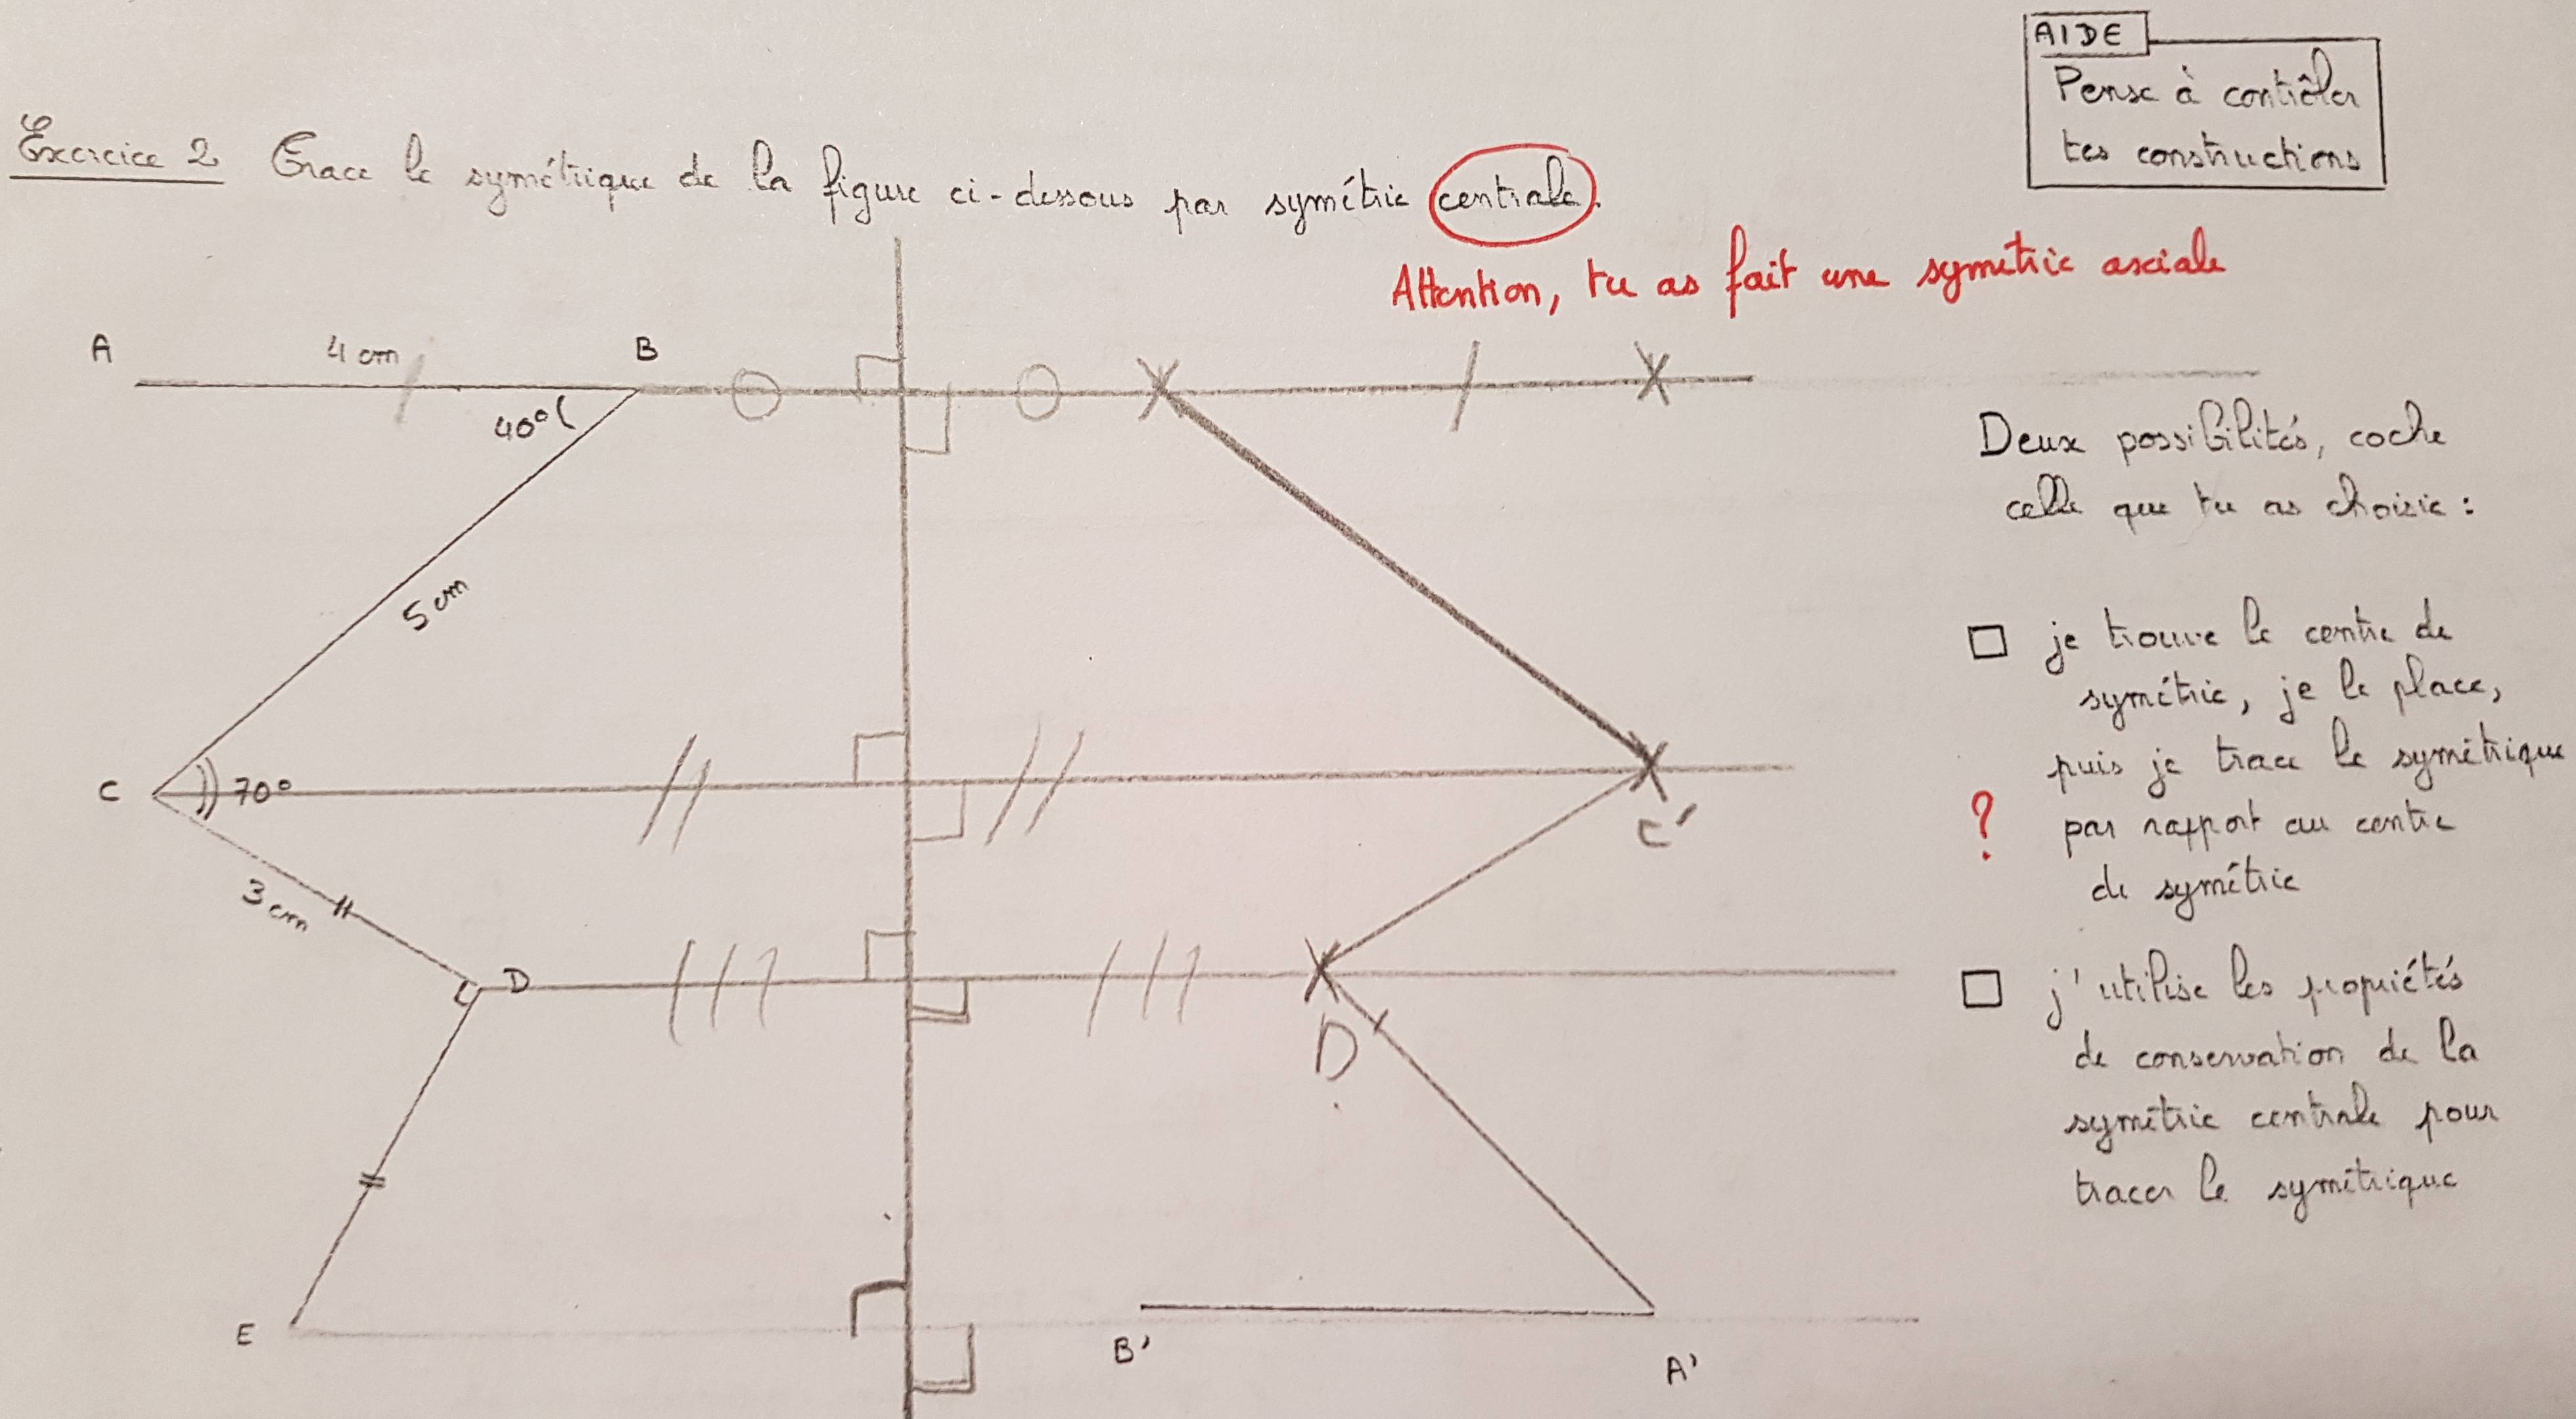 AIDE
Pense à contrôler
tes constructions
Exercice 2 Trace le symétrique de la figure ci-dessous par symétrie centrale.
Attention, tu as fait une symétrie axiale
A 4 cm B
40°
Deux possibilités, coche
celle que tu as choisie :
5 cm
je trouve le centre de
symétrie, je le place,
puis je trace le symétrique
? par rapport au centre
de symétrie
C 70°
C'
3 cm
D
D
j'utilise les propriétés
de conservation de la
symétrie centrale pour
tracer le symétrique
E B' A'